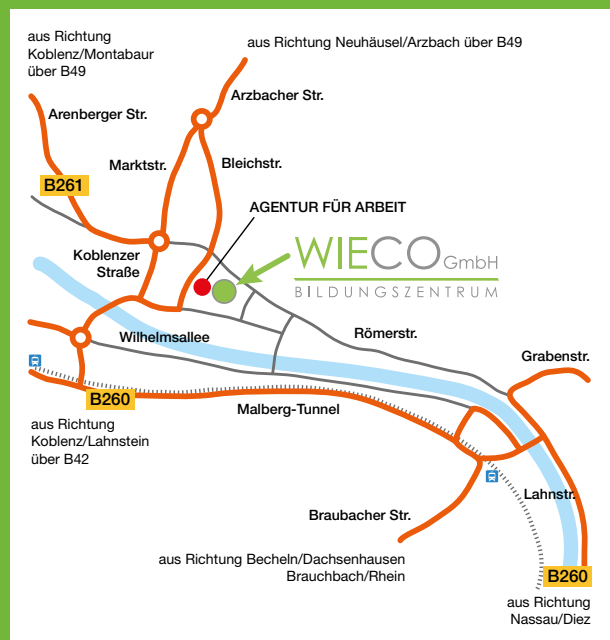 aus Richtung
Koblenz/Montabaur
über B49
aus Richtung Neuhäusel/Arzbach über B49
Arzbacher Str.
Arenberger Str.
Marktstr.
Bleichstr.
B261
AGENTUR FÜR ARBEIT
WIECO GmbH
BILDUNGSZENTRUM
Koblenzer
Straße
Wilhelmsallee
Römerstr.
Grabenstr.
B260
Malberg-Tunnel
aus Richtung
Koblenz/Lahnstein
über B42
Lahnstr.
Braubacher Str.
aus Richtung Becheln/Dachsenhausen
Brauchbach/Rhein
B260
aus Richtung
Nassau/Diez